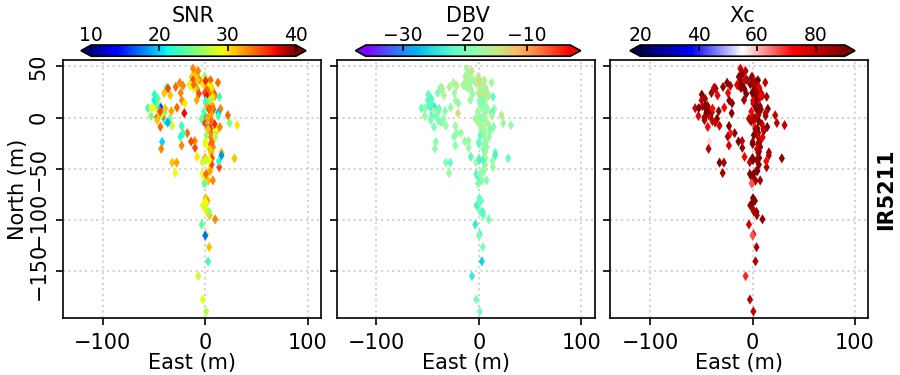 SNR
DBV
Xc
10 20 30 40
−30 −20 −10
20 40 60 80
North (m)
50
0
−50
−100
−150
−100 0 100
−100 0 100
−100 0 100
East (m)
East (m)
East (m)
IR5211